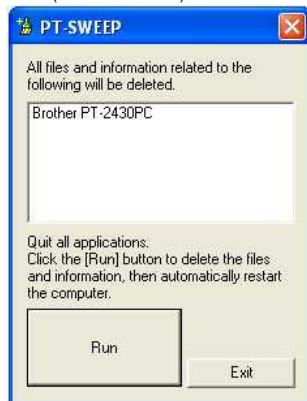 PT-SWEEP
All files and information related to the
following will be deleted.
Brother PT-2430PC
Quit all applications.
Click the [Run] button to delete the files
and information, then automatically restart
the computer.
Run
Exit